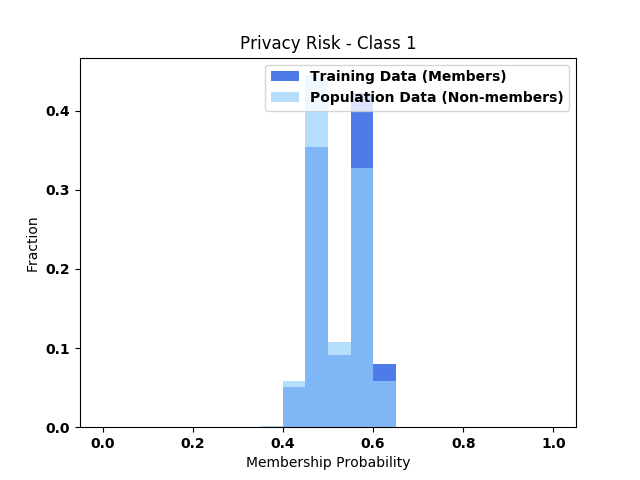 Privacy Risk - Class 1
Training Data (Members)
Population Data (Non-members)
0.4
0.3
0.2
0.1
0.0
Fraction
0.0 0.2 0.4 0.6 0.8 1.0
Membership Probability